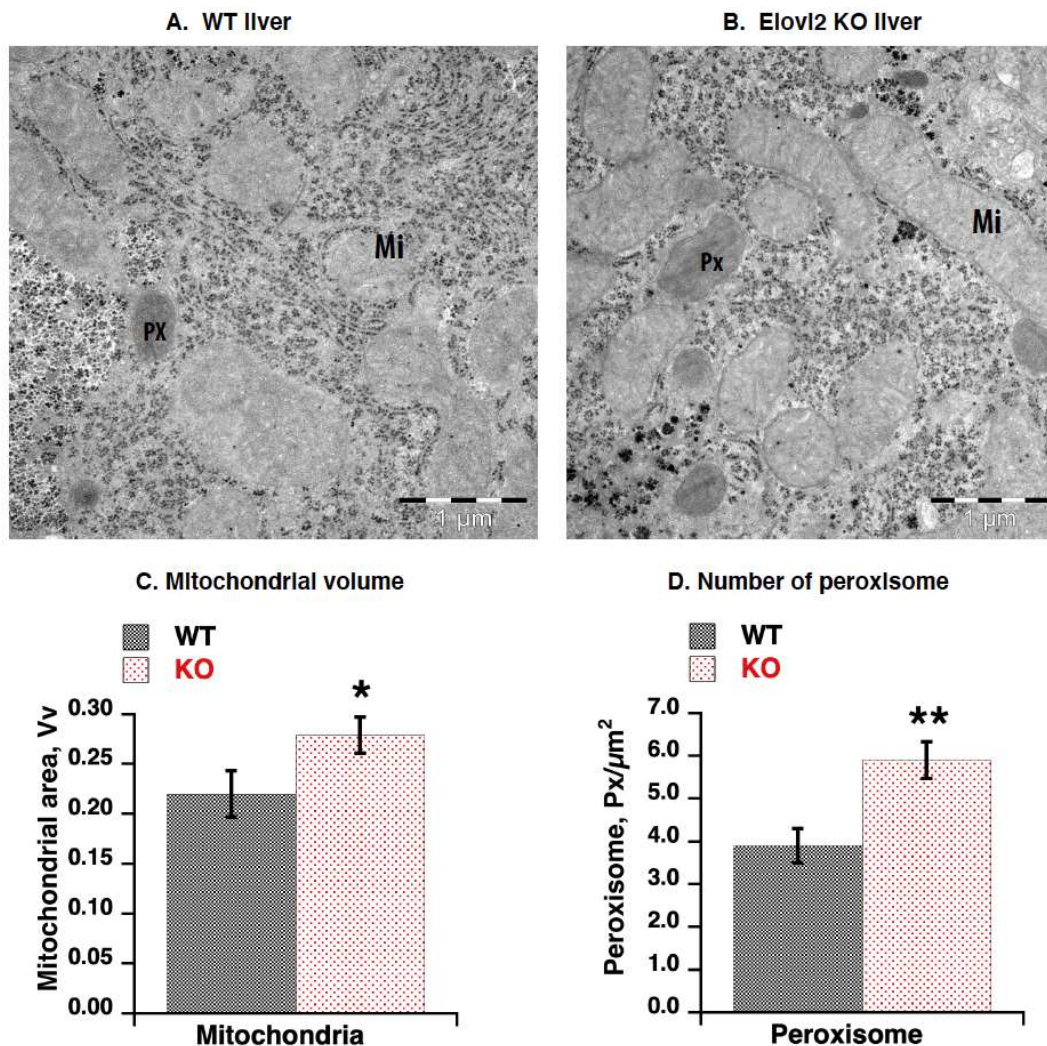 A. WT liver
B. Elovl2 KO liver
Mi
PX
1 µm
Mi
Px
1 µm
C. Mitochondrial volume
WT
KO
*
0.30
0.25
0.20
0.15
0.10
0.05
0.00
Mitochondrial area, Vv
Mitochondria
D. Number of peroxisome
WT
KO
**
7.0
6.0
5.0
4.0
3.0
2.0
1.0
0.0
Peroxisome, Px/µm²
Peroxisome